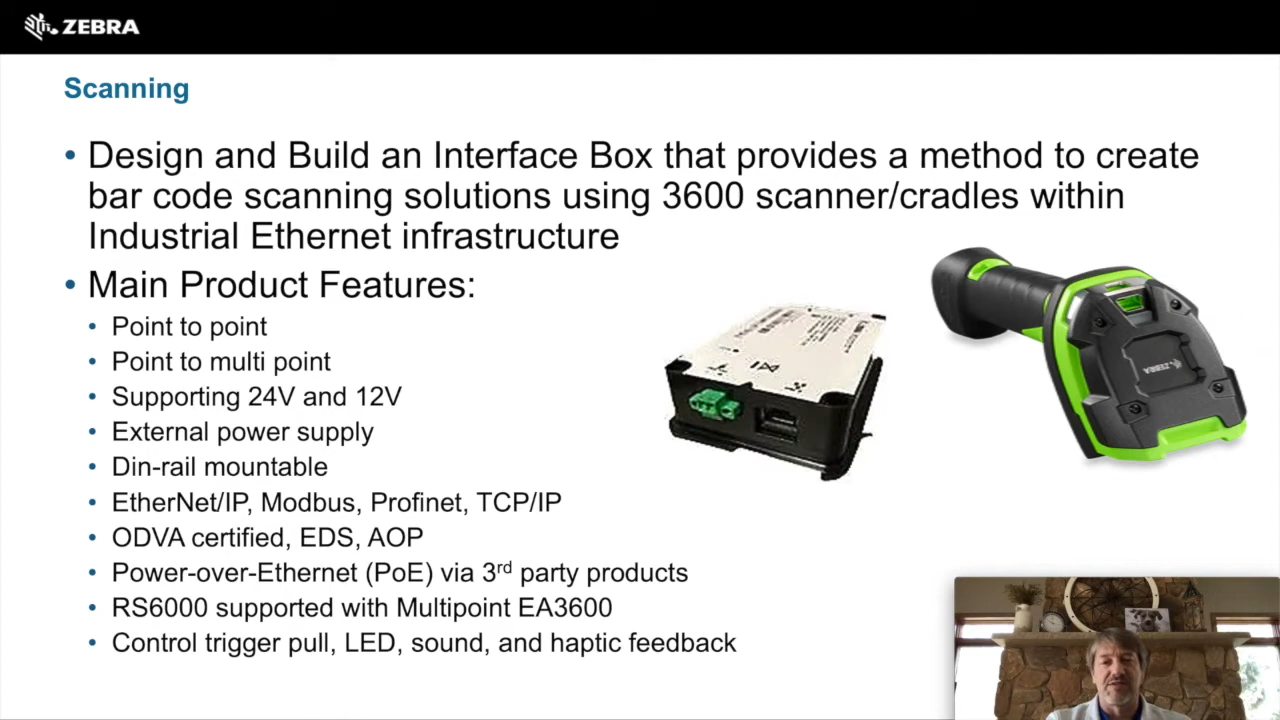 ZEBRA
Scanning
• Design and Build an Interface Box that provides a method to create
bar code scanning solutions using 3600 scanner/cradles within
Industrial Ethernet infrastructure
• Main Product Features:
• Point to point
• Point to multi point
• Supporting 24V and 12V
• External power supply
• Din-rail mountable
• EtherNet/IP, Modbus, Profinet, TCP/IP
• ODVA certified, EDS, AOP
• Power-over-Ethernet (PoE) via 3rd party products
• RS6000 supported with Multipoint EA3600
• Control trigger pull, LED, sound, and haptic feedback
ZEBRA